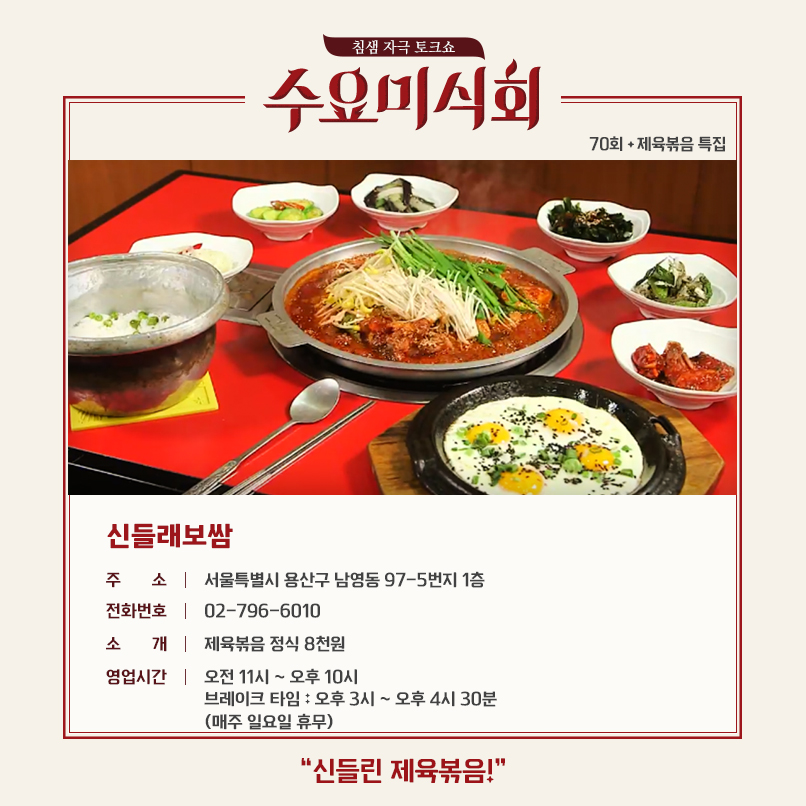 침샘 자극 토크쇼
수요미식회
70회 + 제육볶음 특집
신들래보쌈
주 소 | 서울특별시 용산구 남영동 97-5번지 1층
전화번호 | 02-796-6010
소 개 | 제육볶음 정식 8천원
영업시간 | 오전 11시 ~ 오후 10시
브레이크 타임 : 오후 3시 ~ 오후 4시 30분
(매주 일요일 휴무)
“신들린 제육볶음!”